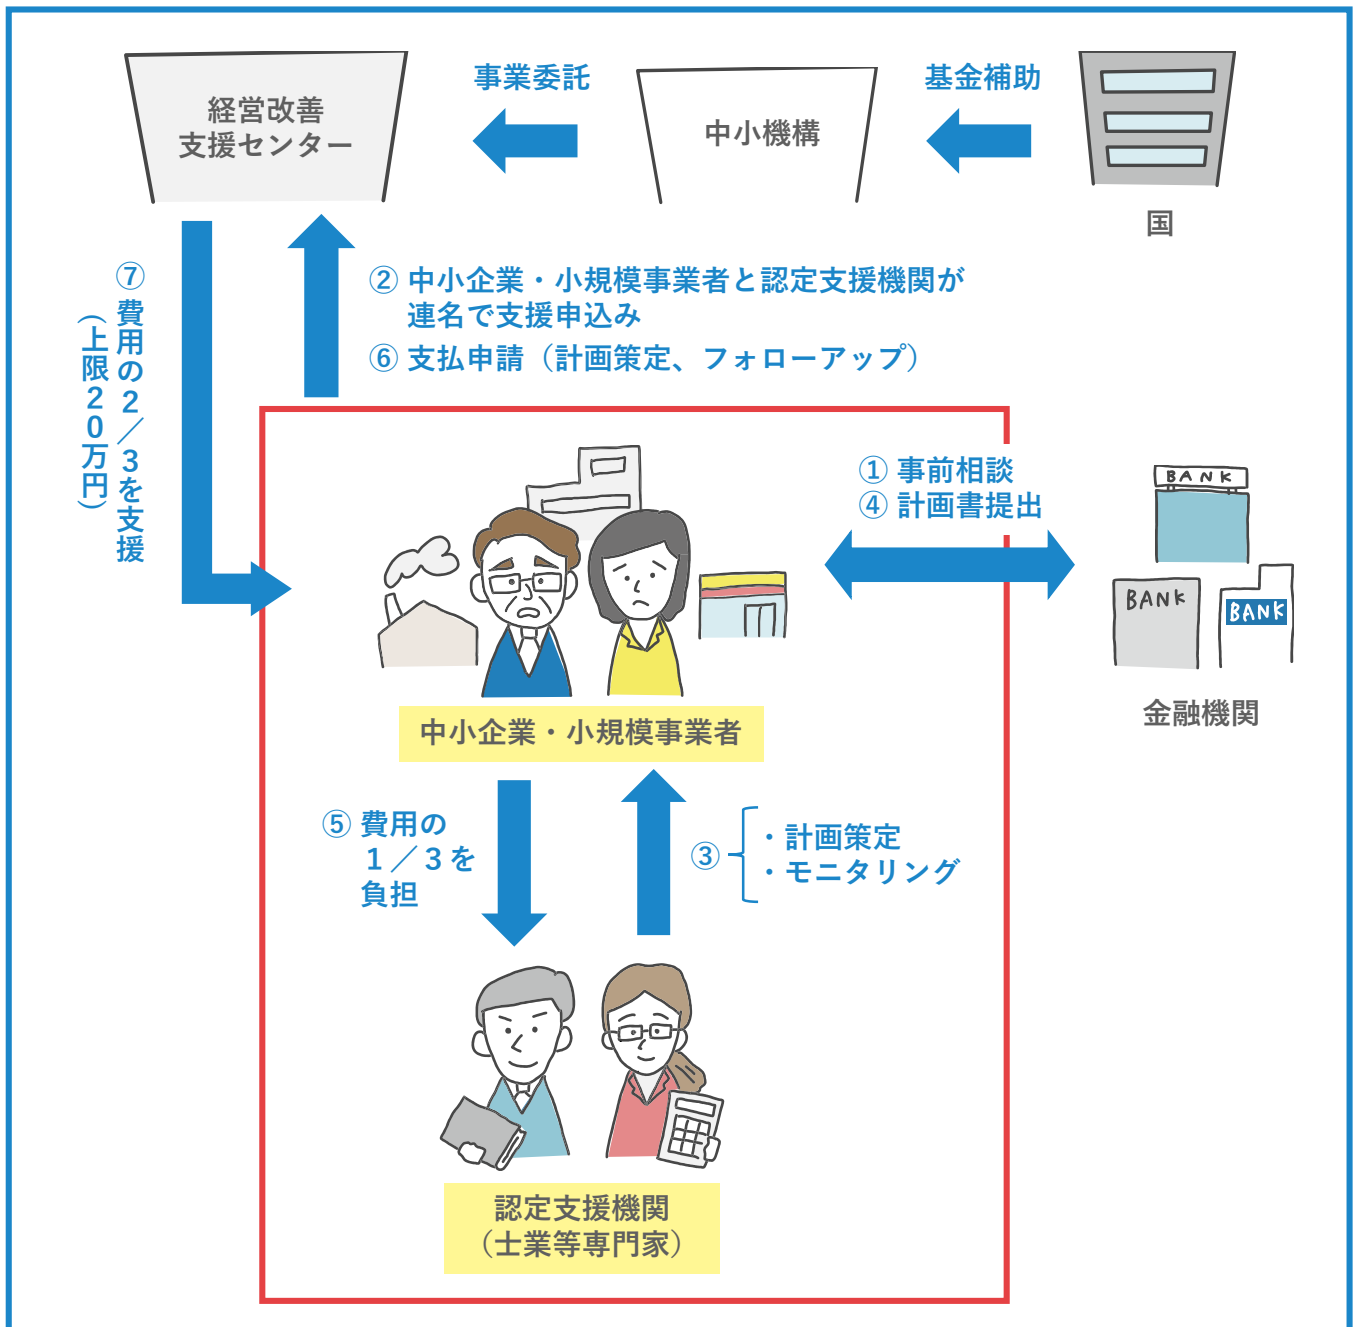 経営改善
支援センター
事業委託
中小機構
基金補助
国
⑦ 費用の2／3を支援
(上限20万円)
② 中小企業・小規模事業者と認定支援機関が
連名で支援申込み
⑥ 支払申請（計画策定、フォローアップ）
① 事前相談
④ 計画書提出
BANK
BANK
BANK
金融機関
中小企業・小規模事業者
⑤ 費用の
1／3を
負担
③
・計画策定
・モニタリング
認定支援機関
（士業等専門家）